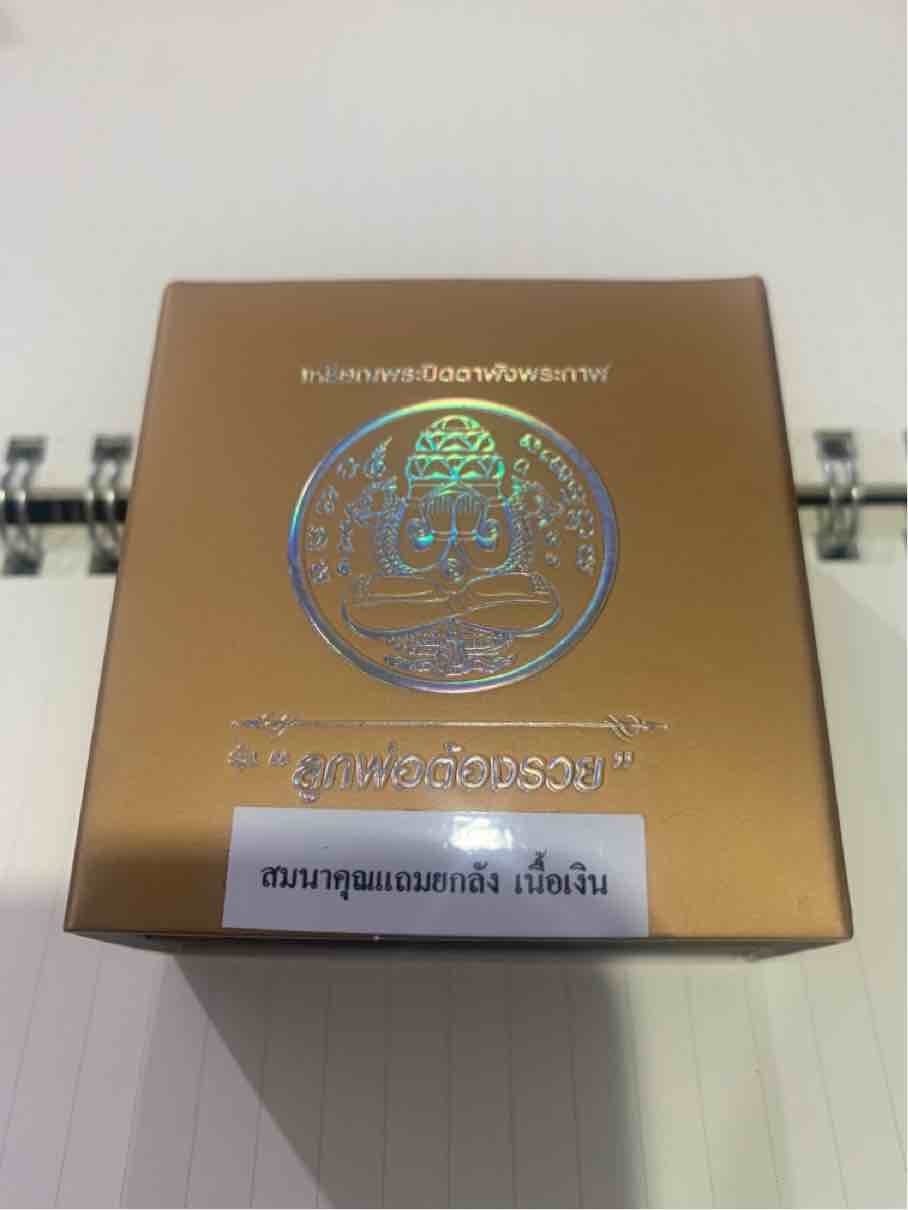 เหรียญพระปิดตาพังพระกาฬ
รุ่น "ลูกพ่อต้องรวย"
สมนาคุณแถมยกลัง เนื้อเงิน